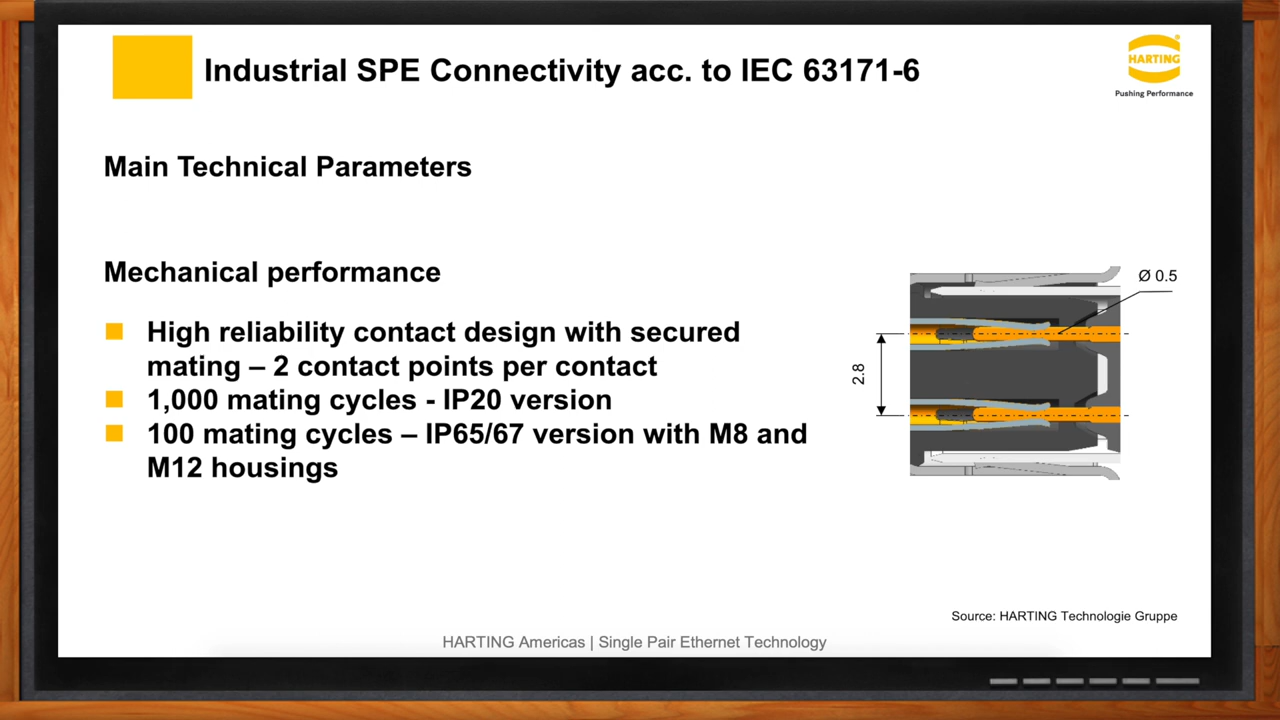 Industrial SPE Connectivity acc. to IEC 63171-6
HARTING
®
Pushing Performance
Main Technical Parameters
Mechanical performance
High reliability contact design with secured
mating – 2 contact points per contact
1,000 mating cycles - IP20 version
100 mating cycles – IP65/67 version with M8 and
M12 housings
Ø 0.5
2.8
Source: HARTING Technologie Gruppe
HARTING Americas | Single Pair Ethernet Technology